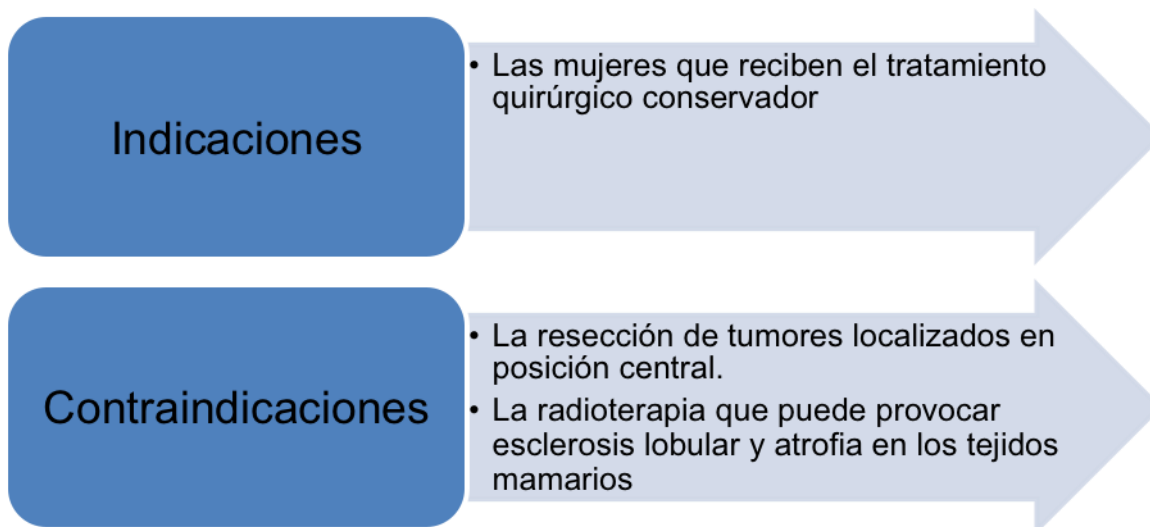 Indicaciones
• Las mujeres que reciben el tratamiento
quirúrgico conservador
Contraindicaciones
• La resección de tumores localizados en
posición central.
• La radioterapia que puede provocar
esclerosis lobular y atrofia en los tejidos
mamarios